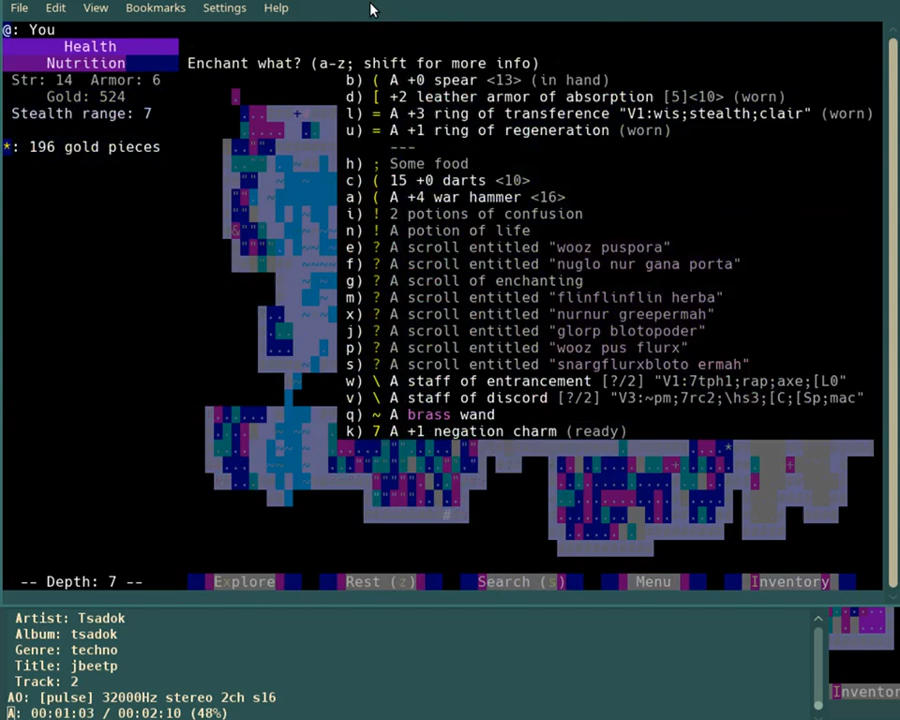 File Edit View Bookmarks Settings Help
@: You
Health
Nutrition
Str: 14 Armor: 6
Gold: 524
Stealth range: 7
*: 196 gold pieces
Enchant what? (a-z; shift for more info)
b) ( A +0 spear <13> (in hand)
d) [ +2 leather armor of absorption [5]<10> (worn)
l) = A +3 ring of transference "V1:wis;stealth;clair" (worn)
u) = A +1 ring of regeneration (worn)
---
h) ; Some food
c) ( 15 +0 darts <10>
a) ( A +4 war hammer <16>
i) ! 2 potions of confusion
n) ! A potion of life
e) ? A scroll entitled "wooz puspora"
f) ? A scroll entitled "nuglo nur gana porta"
g) ? A scroll of enchanting
m) ? A scroll entitled "flinflinflin herba"
x) ? A scroll entitled "nurnur greepermah"
j) ? A scroll entitled "glorp blotopoder"
p) ? A scroll entitled "wooz pus flurx"
s) ? A scroll entitled "snargflurxbloto ermah"
w) \ A staff of entrancement [?/2] "V1:7tph1;rap;axe;[L0"
v) \ A staff of discord [?/2] "V3:~pm;7rc2;\hs3;[C;[Sp;mac"
q) ~ A brass wand
k) 7 A +1 negation charm (ready)
-- Depth: 7 --
Explore Rest (z) Search (s) Menu Inventory
Artist: Tsadok
Album: tsadok
Genre: techno
Title: jbeetp
Track: 2
AO: [pulse] 32000Hz stereo 2ch s16
A: 00:01:03 / 00:02:10 (48%)
Inventor